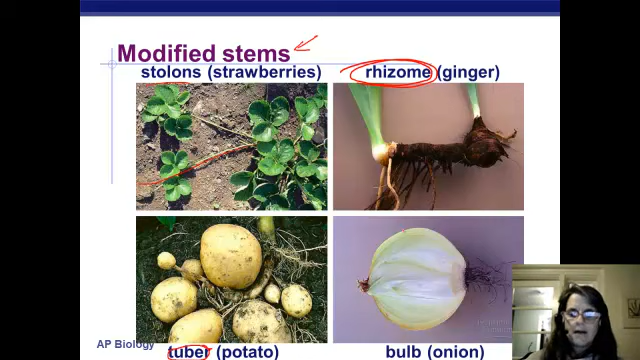 Modified stems
stolons (strawberries) rhizome (ginger)
AP Biology
tuber (potato) bulb (onion)